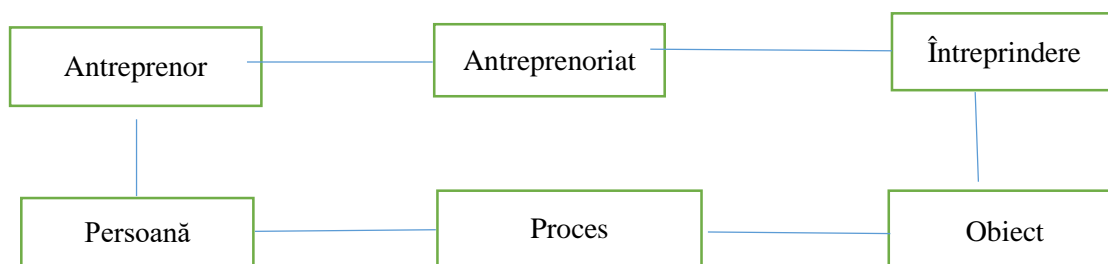 Antreprenor
Antreprenoriat
Întreprindere
Persoană
Proces
Obiect